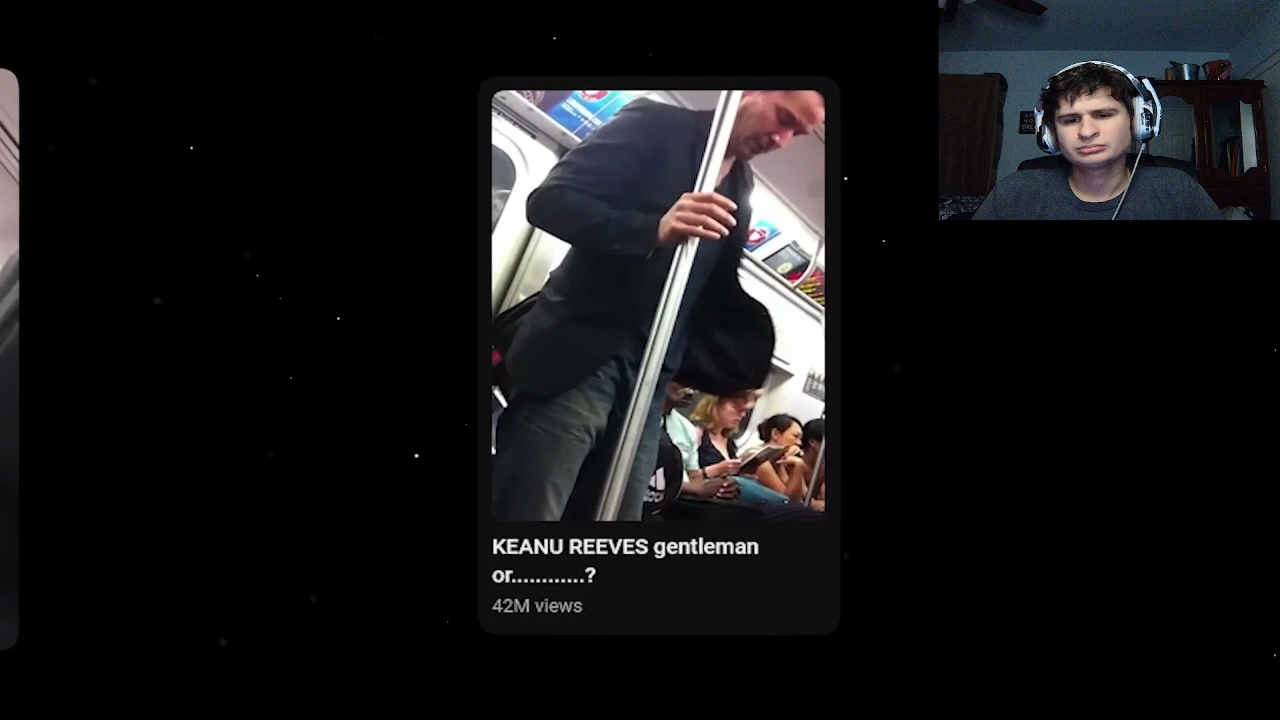 KEANU REEVES gentleman
or............?
42M views